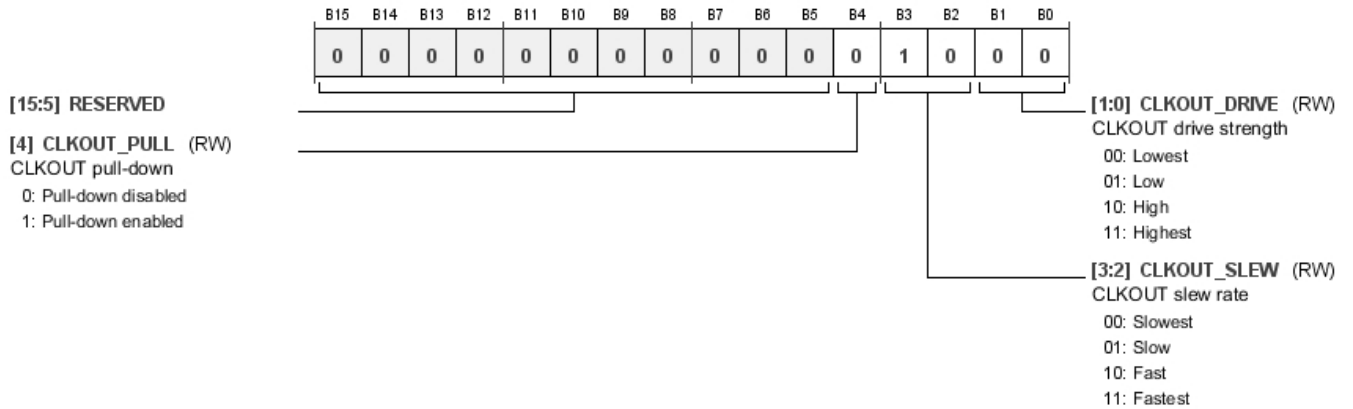 B15 B14 B13 B12 B11 B10 B9 B8 B7 B6 B5 B4 B3 B2 B1 B0
0 0 0 0 0 0 0 0 0 0 0 0 1 0 0 0
[15:5] RESERVED
[4] CLKOUT_PULL (RW)
CLKOUT pull-down
0: Pull-down disabled
1: Pull-down enabled
[1:0] CLKOUT_DRIVE (RW)
CLKOUT drive strength
00: Lowest
01: Low
10: High
11: Highest
[3:2] CLKOUT_SLEW (RW)
CLKOUT slew rate
00: Slowest
01: Slow
10: Fast
11: Fastest